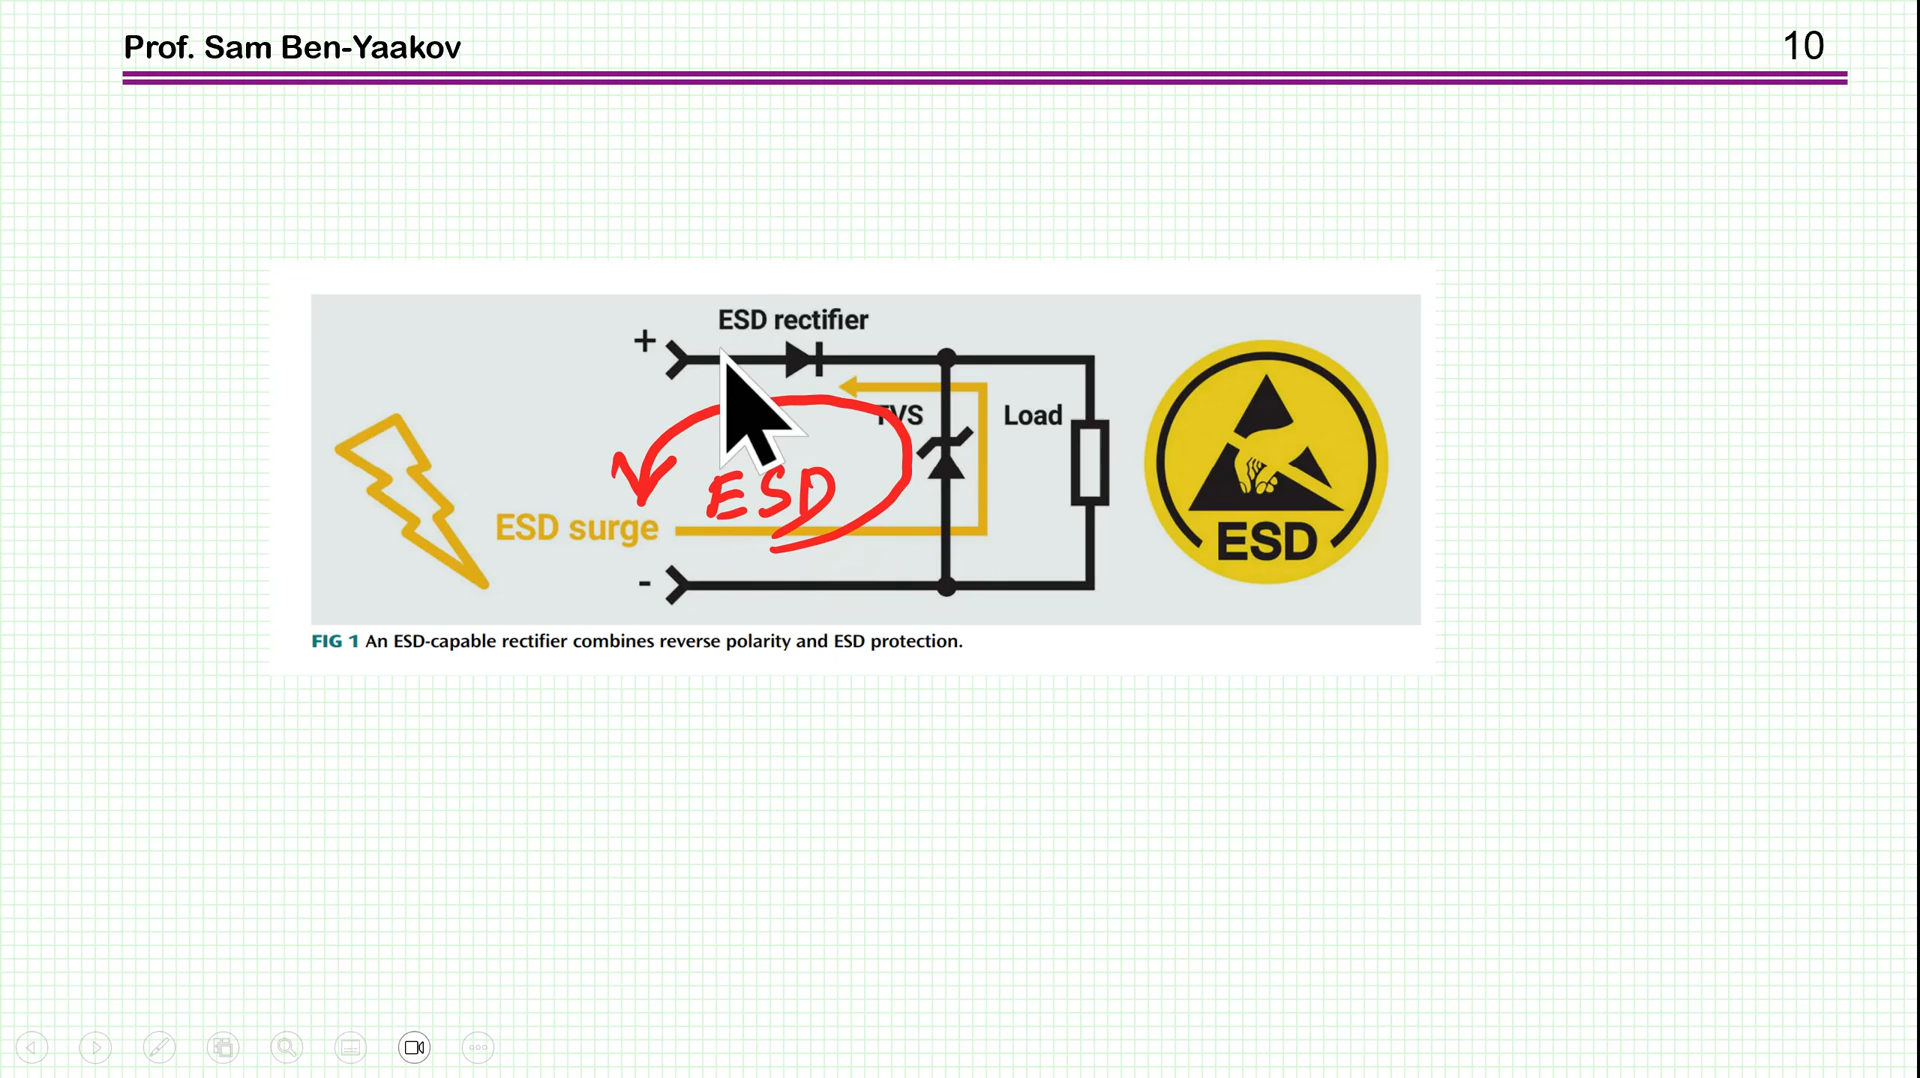 Prof. Sam Ben-Yaakov
10
ESD rectifier
+
TVS
Load
ESD
ESD surge
ESD
-
FIG 1 An ESD-capable rectifier combines reverse polarity and ESD protection.